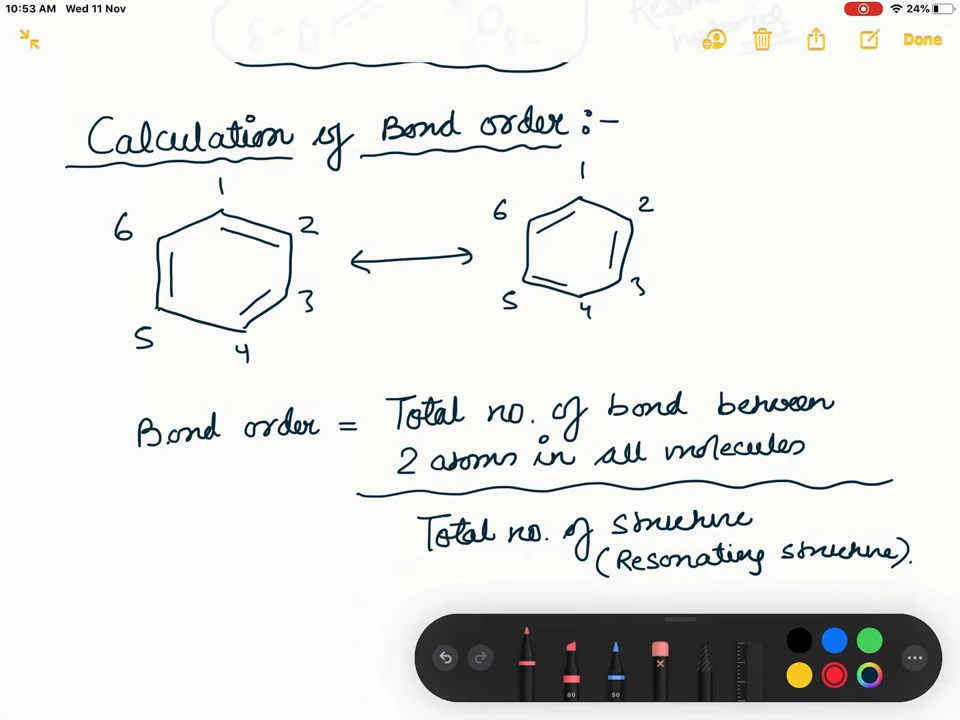 10:53 AM Wed 11 Nov
24%
Done
Calculation of Bond order :-
1
6
2
5
3
4
1
6
2
5
3
4
Bond order = Total no. of bond between
2 atoms in all molecules
Total no. of structure
(Resonating structure).
80
50